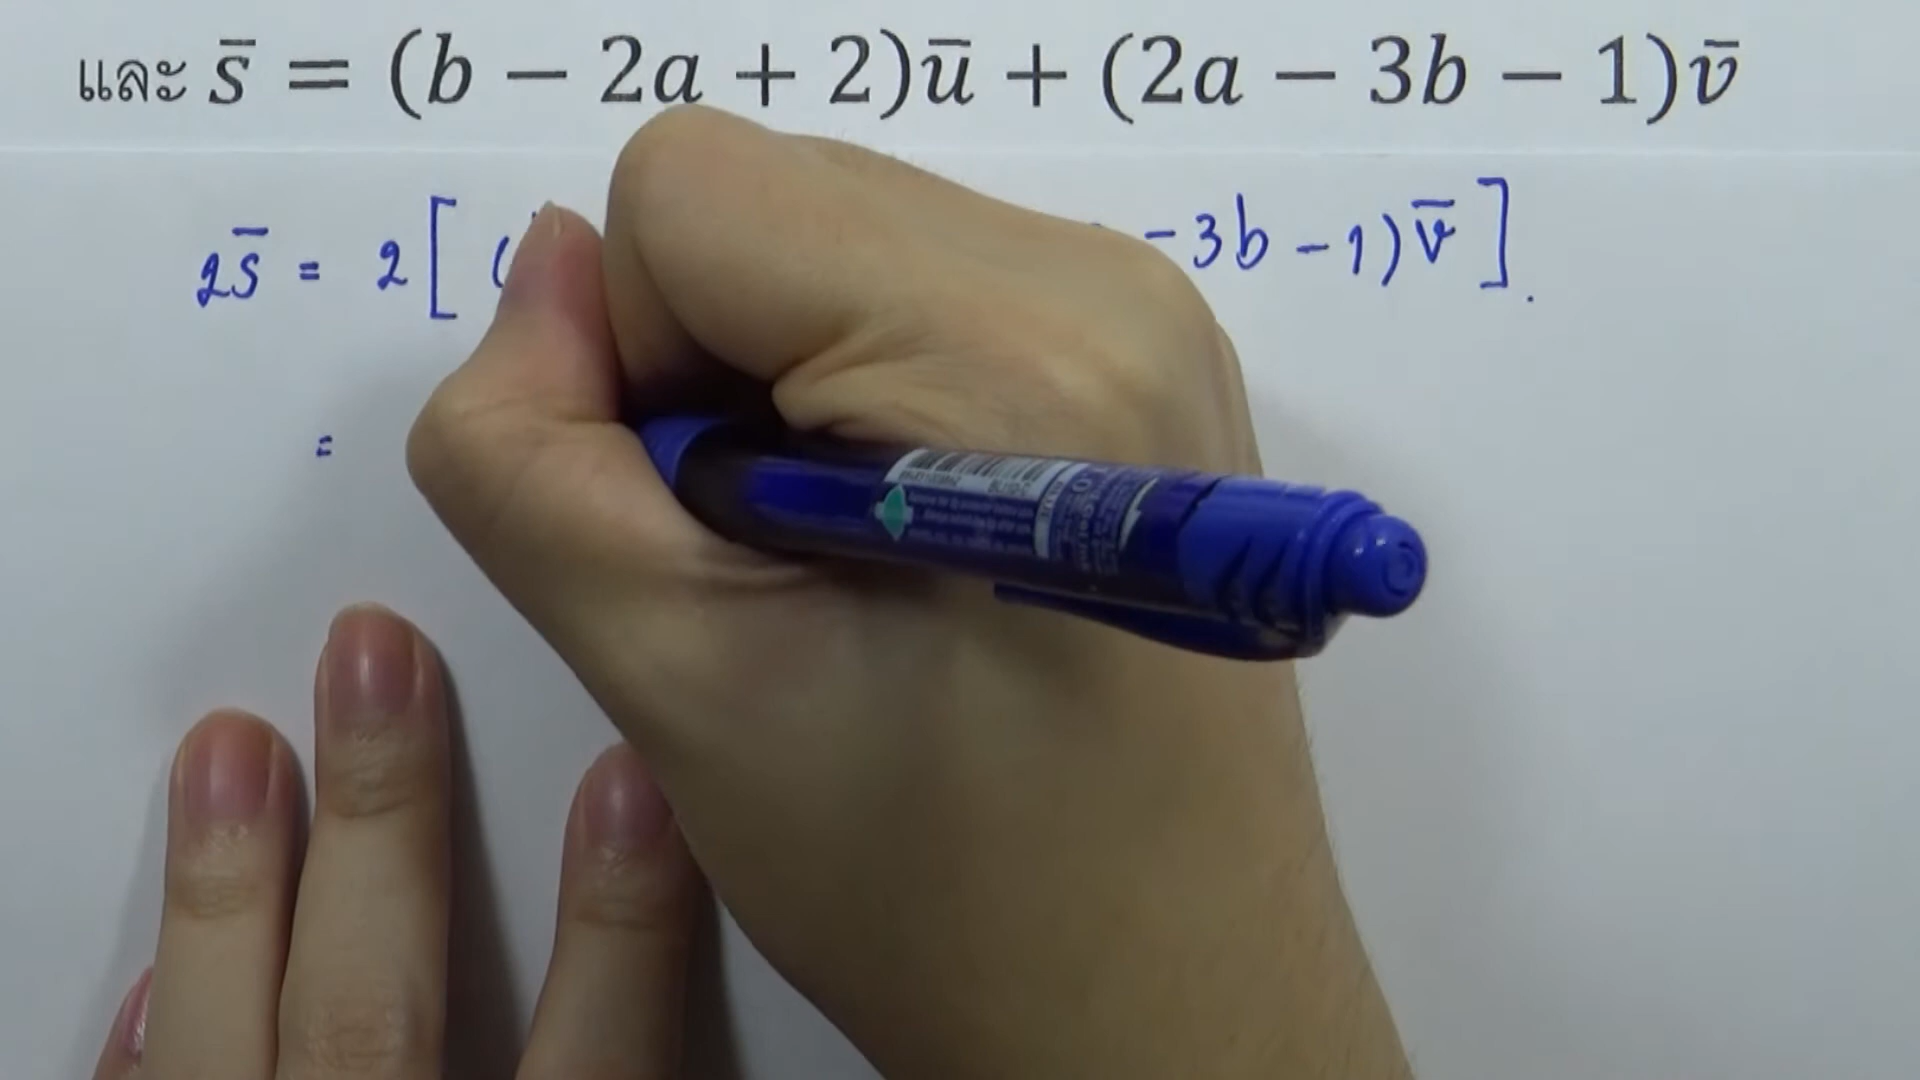 และ s̄ = (b − 2a + 2)ū + (2a − 3b − 1)v̄
2s̄ = 2[ ( −3b −1)v̄ ].
=